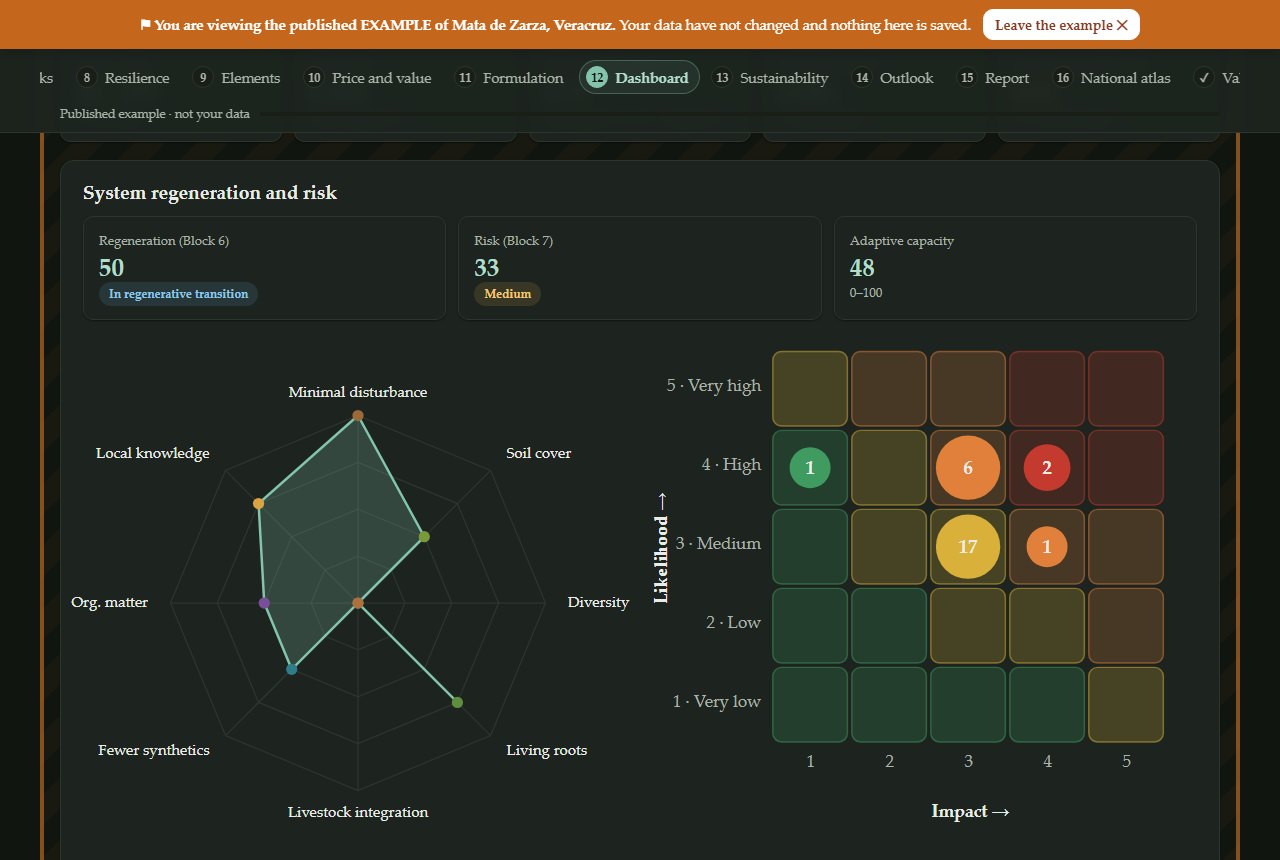 ⚑ You are viewing the published EXAMPLE of Mata de Zarza, Veracruz. Your data have not changed and nothing here is saved. Leave the example ✕
ks 8 Resilience 9 Elements 10 Price and value 11 Formulation 12 Dashboard 13 Sustainability 14 Outlook 15 Report 16 National atlas ✓ Va
Published example · not your data
System regeneration and risk
Regeneration (Block 6)
50
In regenerative transition
Risk (Block 7)
33
Medium
Adaptive capacity
48
0–100
Minimal disturbance
Soil cover
Diversity
Living roots
Livestock integration
Fewer synthetics
Org. matter
Local knowledge
Likelihood →
5 · Very high
4 · High
1 6 2
3 · Medium
17 1
2 · Low
1 · Very low
1 2 3 4 5
Impact →